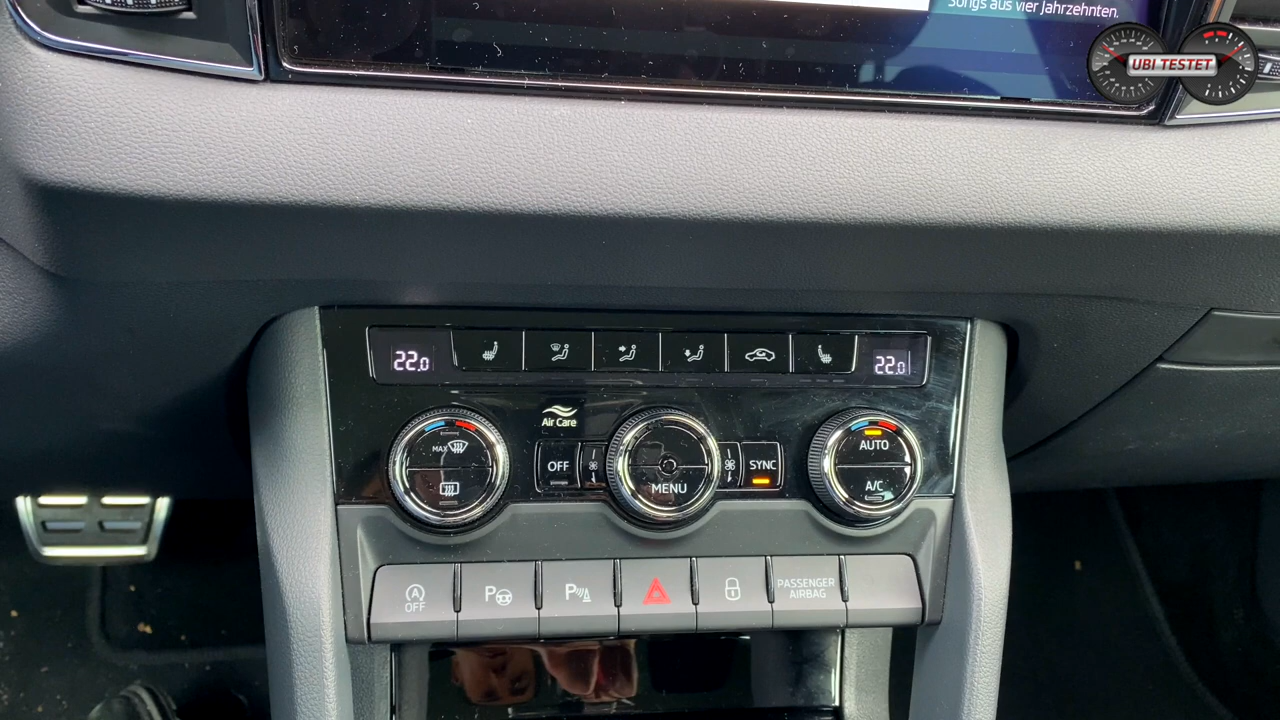 Songs aus vier Jahrzehnten.
UBI TESTET
22.0
22.0
Air Care
MAX
OFF
MENU
SYNC
AUTO
A/C
A
OFF
P
P
PASSENGER
AIRBAG